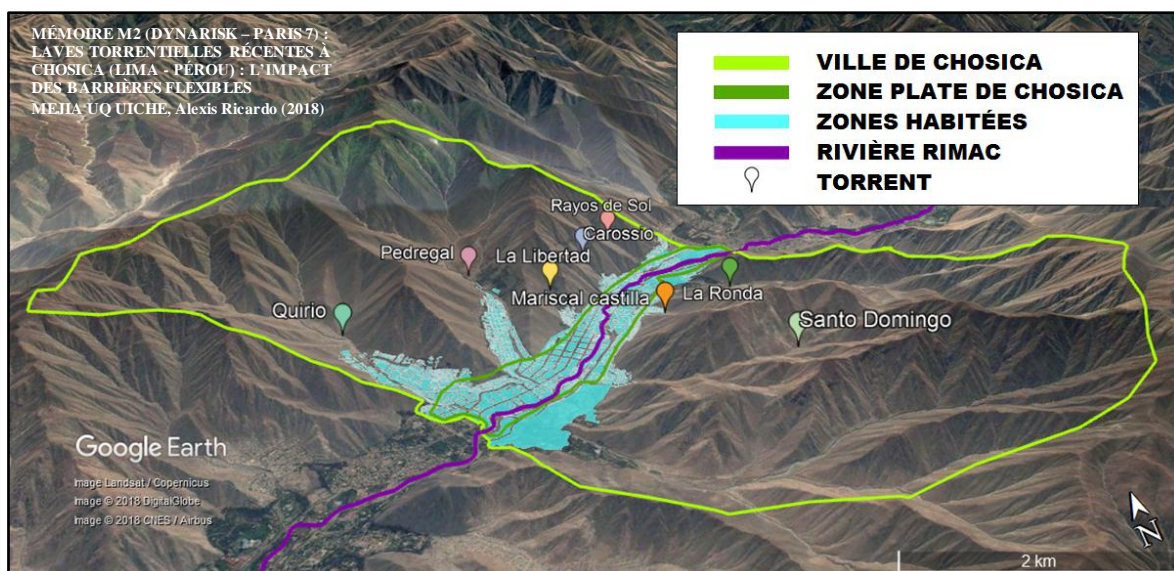 MÉMOIRE M2 (DYNARISK – PARIS 7) :
LAVES TORRENTIELLES RÉCENTES À
CHOSICA (LIMA - PÉROU) : L'IMPACT
DES BARRIÈRES FLEXIBLES
MEJIA UQ UICHE, Alexis Ricardo (2018)
VILLE DE CHOSICA
ZONE PLATE DE CHOSICA
ZONES HABITÉES
RIVIÈRE RIMAC
TORRENT
Rayos de Sol
Carossio
Pedregal
La Libertad
Mariscal castilla
La Ronda
Quirio
Santo Domingo
Google Earth
Image Landsat / Copernicus
Image © 2018 DigitalGlobe
Image © 2018 CNES / Airbus
N
2 km